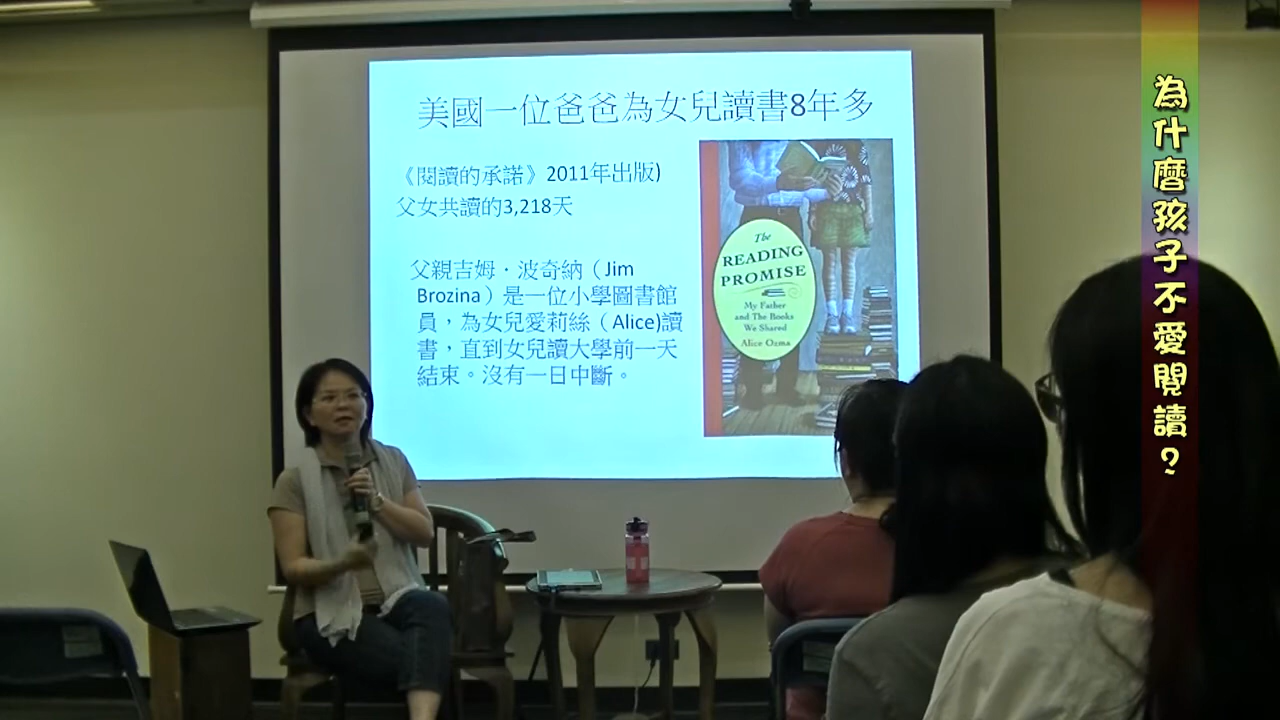 美國一位爸爸為女兒讀書8年多
《閱讀的承諾》2011年出版)
父女共讀的3,218天
父親吉姆．波奇納（Jim
Brozina）是一位小學圖書館
員，為女兒愛莉絲（Alice)讀
書，直到女兒讀大學前一天
結束。沒有一日中斷。
The
READING
PROMISE
My Father
and The Books
We Shared
Alice Ozma
為什麼孩子不愛閱讀？